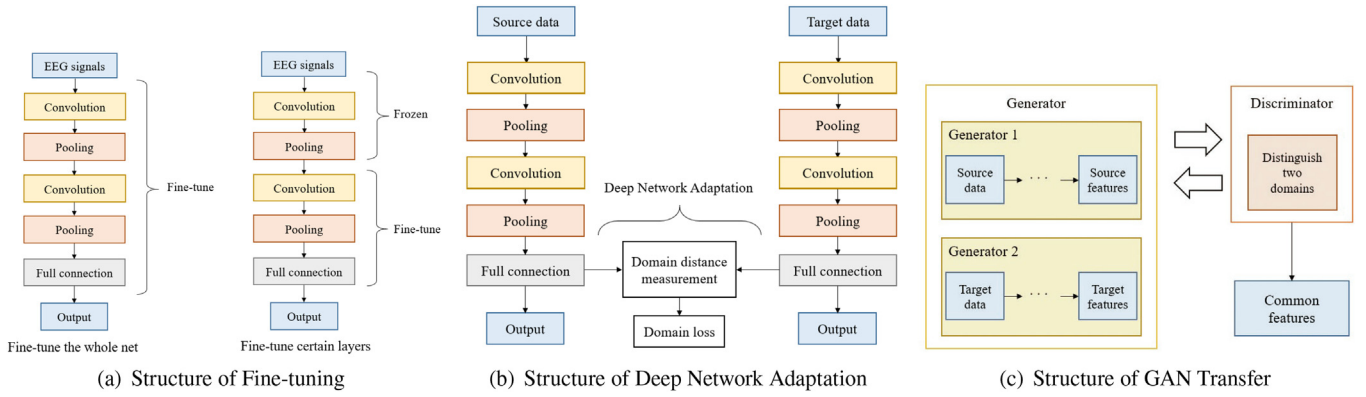 EEG signals
Convolution
Pooling
Convolution
Pooling
Full connection
Output
Fine-tune
Fine-tune the whole net
EEG signals
Convolution
Pooling
Convolution
Pooling
Full connection
Output
Frozen
Fine-tune
Fine-tune certain layers
(a) Structure of Fine-tuning
Source data
Convolution
Pooling
Convolution
Pooling
Full connection
Output
Deep Network Adaptation
Domain distance
measurement
Domain loss
Target data
Convolution
Pooling
Convolution
Pooling
Full connection
Output
(b) Structure of Deep Network Adaptation
Generator
Generator 1
Source
data
. . .
Source
features
Generator 2
Target
data
. . .
Target
features
Discriminator
Distinguish
two
domains
Common
features
(c) Structure of GAN Transfer